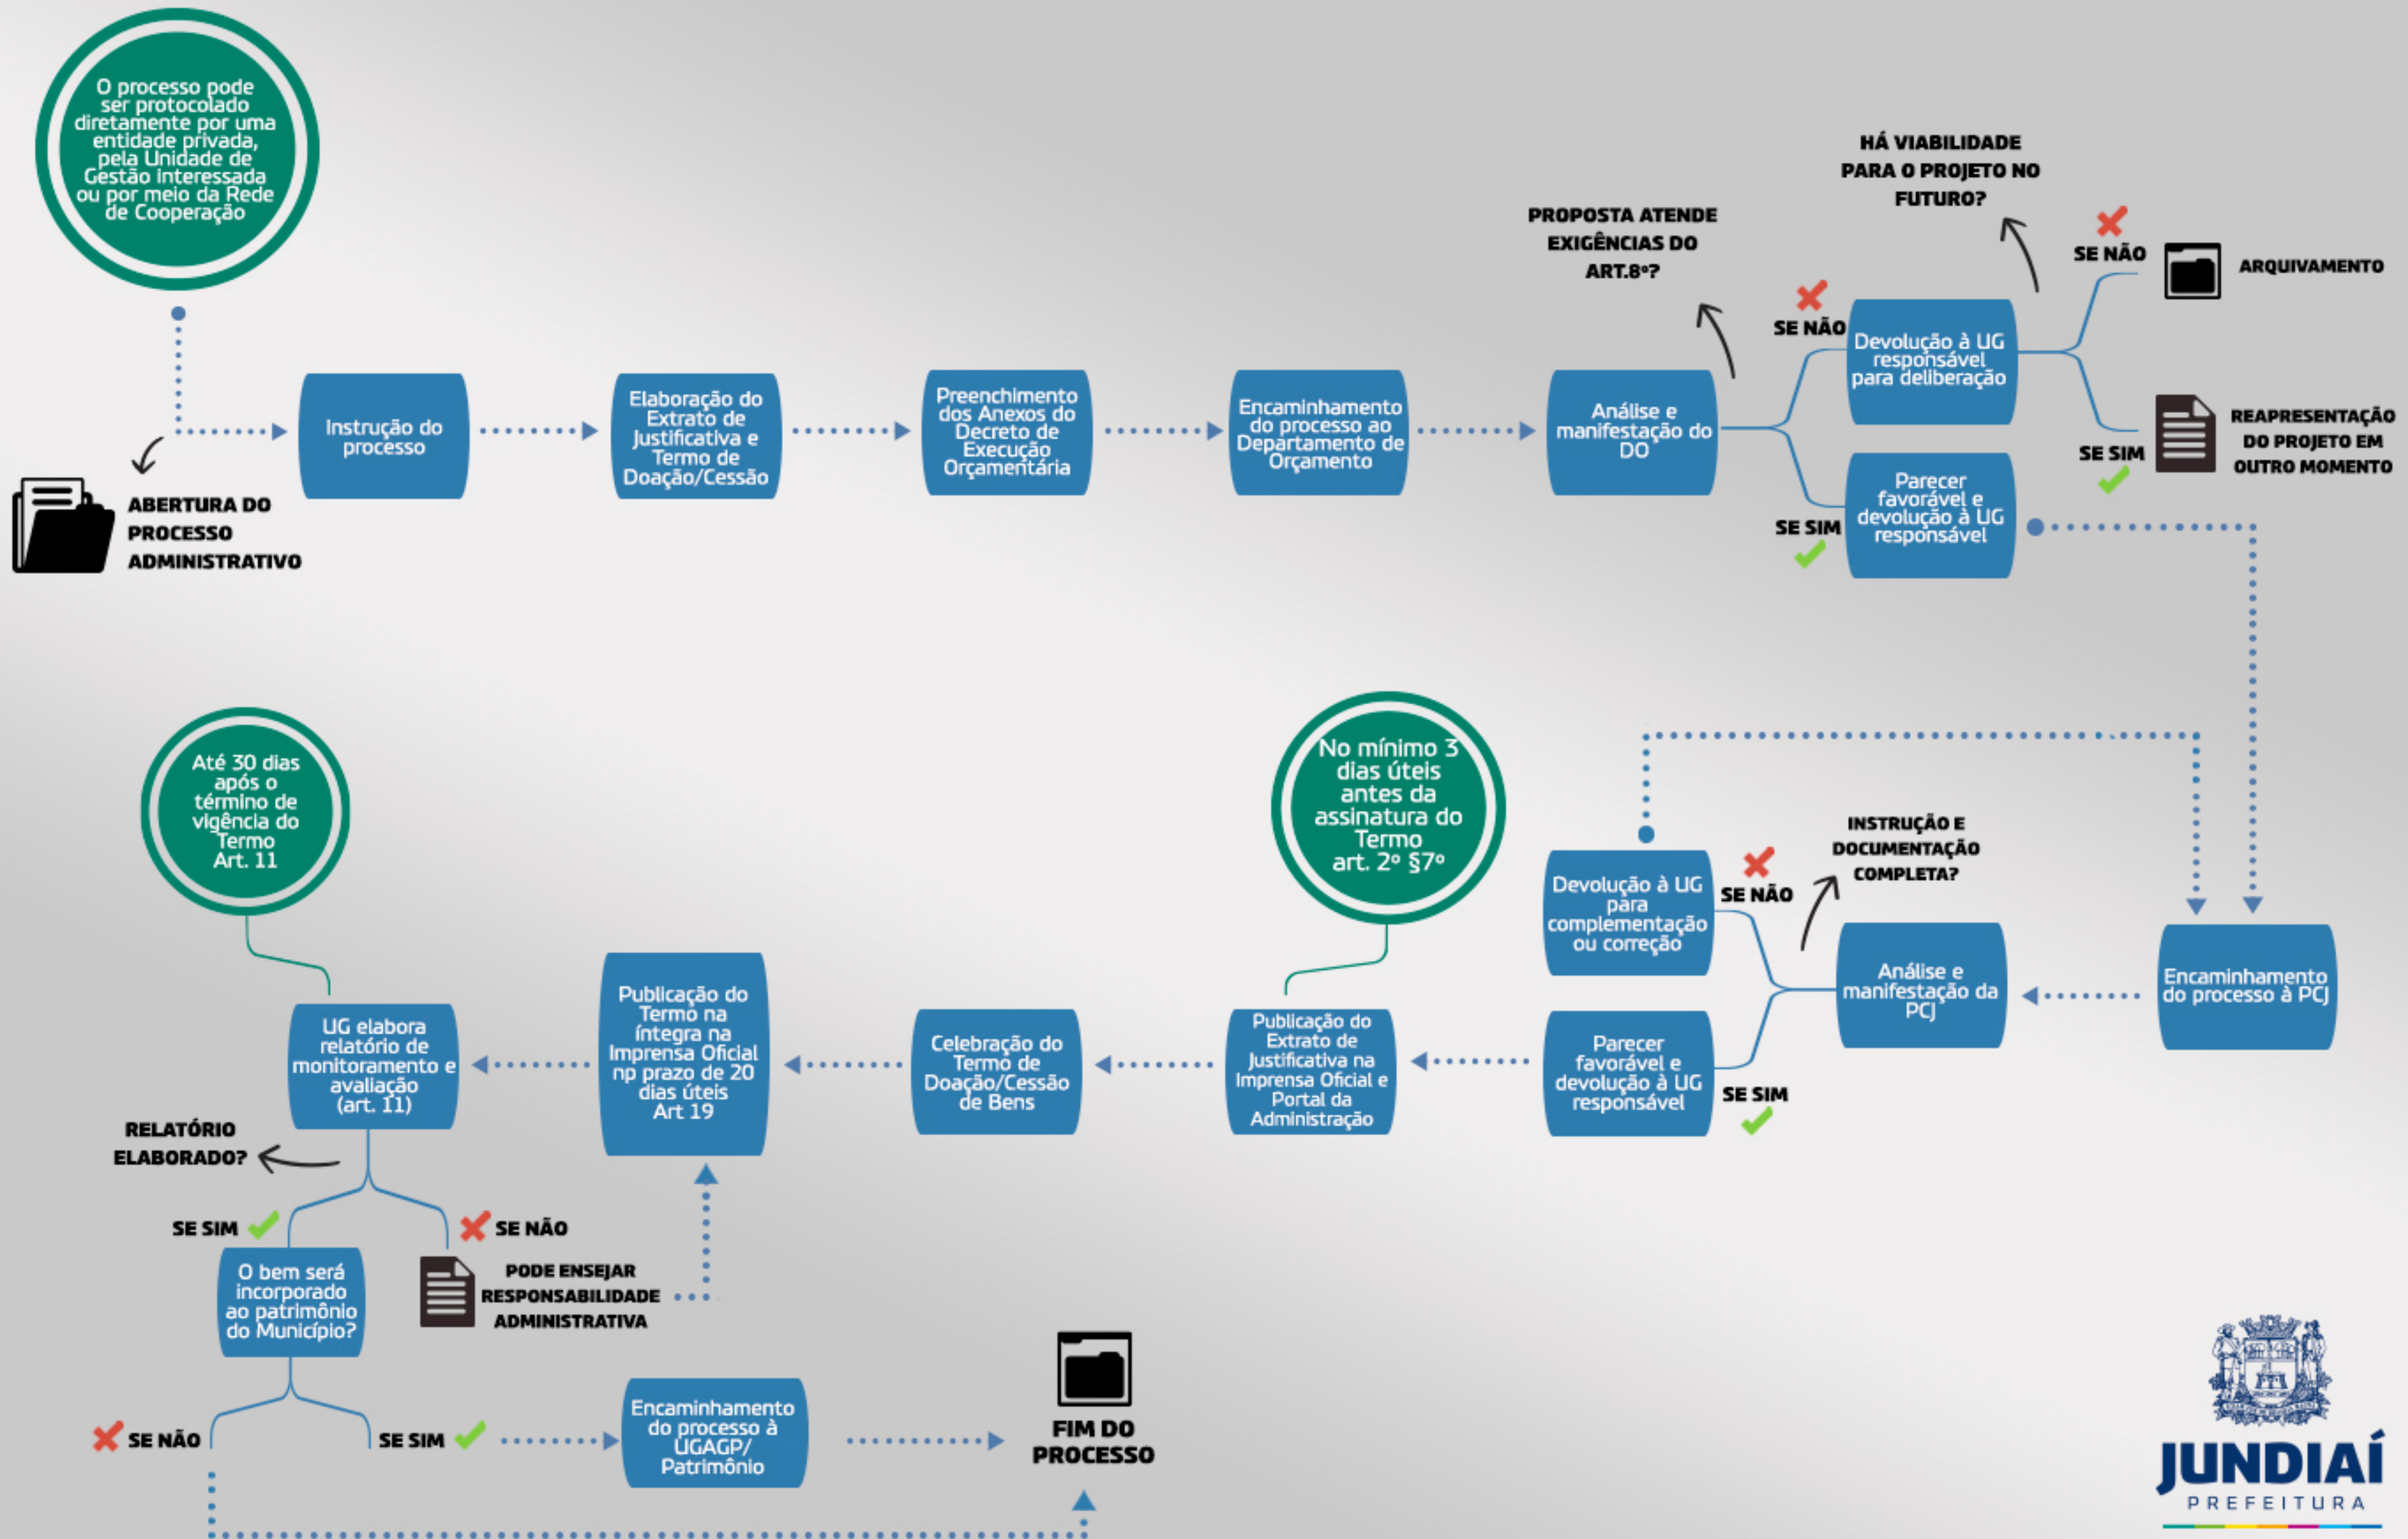 O processo pode
ser protocolado
diretamente por uma
entidade privada,
pela Unidade de
Gestão interessada
ou por meio da Rede
de Cooperação
ABERTURA DO
PROCESSO
ADMINISTRATIVO
Instrução do
processo
Elaboração do
Extrato de
Justificativa e
Termo de
Doação/Cessão
Preenchimento
dos Anexos do
Decreto de
Execução
Orçamentária
Encaminhamento
do processo ao
Departamento de
Orçamento
Análise e
manifestação do
DO
PROPOSTA ATENDE
EXIGÊNCIAS DO
ART.8º?
SE NÃO
Devolução à UG
responsável
para deliberação
HÁ VIABILIDADE
PARA O PROJETO NO
FUTURO?
SE NÃO
ARQUIVAMENTO
SE SIM
REAPRESENTAÇÃO
DO PROJETO EM
OUTRO MOMENTO
SE SIM
Parecer
favorável e
devolução à UG
responsável
Encaminhamento
do processo à PCJ
Análise e
manifestação da
PCJ
INSTRUÇÃO E
DOCUMENTAÇÃO
COMPLETA?
SE NÃO
Devolução à UG
para
complementação
ou correção
SE SIM
Parecer
favorável e
devolução à UG
responsável
No mínimo 3
dias úteis
antes da
assinatura do
Termo
art. 2º §7º
Publicação do
Extrato de
Justificativa na
Imprensa Oficial e
Portal da
Administração
Celebração do
Termo de
Doação/Cessão
de Bens
Publicação do
Termo na
íntegra na
Imprensa Oficial
np prazo de 20
dias úteis
Art 19
Até 30 dias
após o
término de
vigência do
Termo
Art. 11
UG elabora
relatório de
monitoramento e
avaliação
(art. 11)
RELATÓRIO
ELABORADO?
SE SIM
SE NÃO
PODE ENSEJAR
RESPONSABILIDADE
ADMINISTRATIVA
O bem será
incorporado
ao patrimônio
do Município?
SE NÃO
SE SIM
Encaminhamento
do processo à
UGAGP/
Patrimônio
FIM DO
PROCESSO
JUNDIAÍ
PREFEITURA